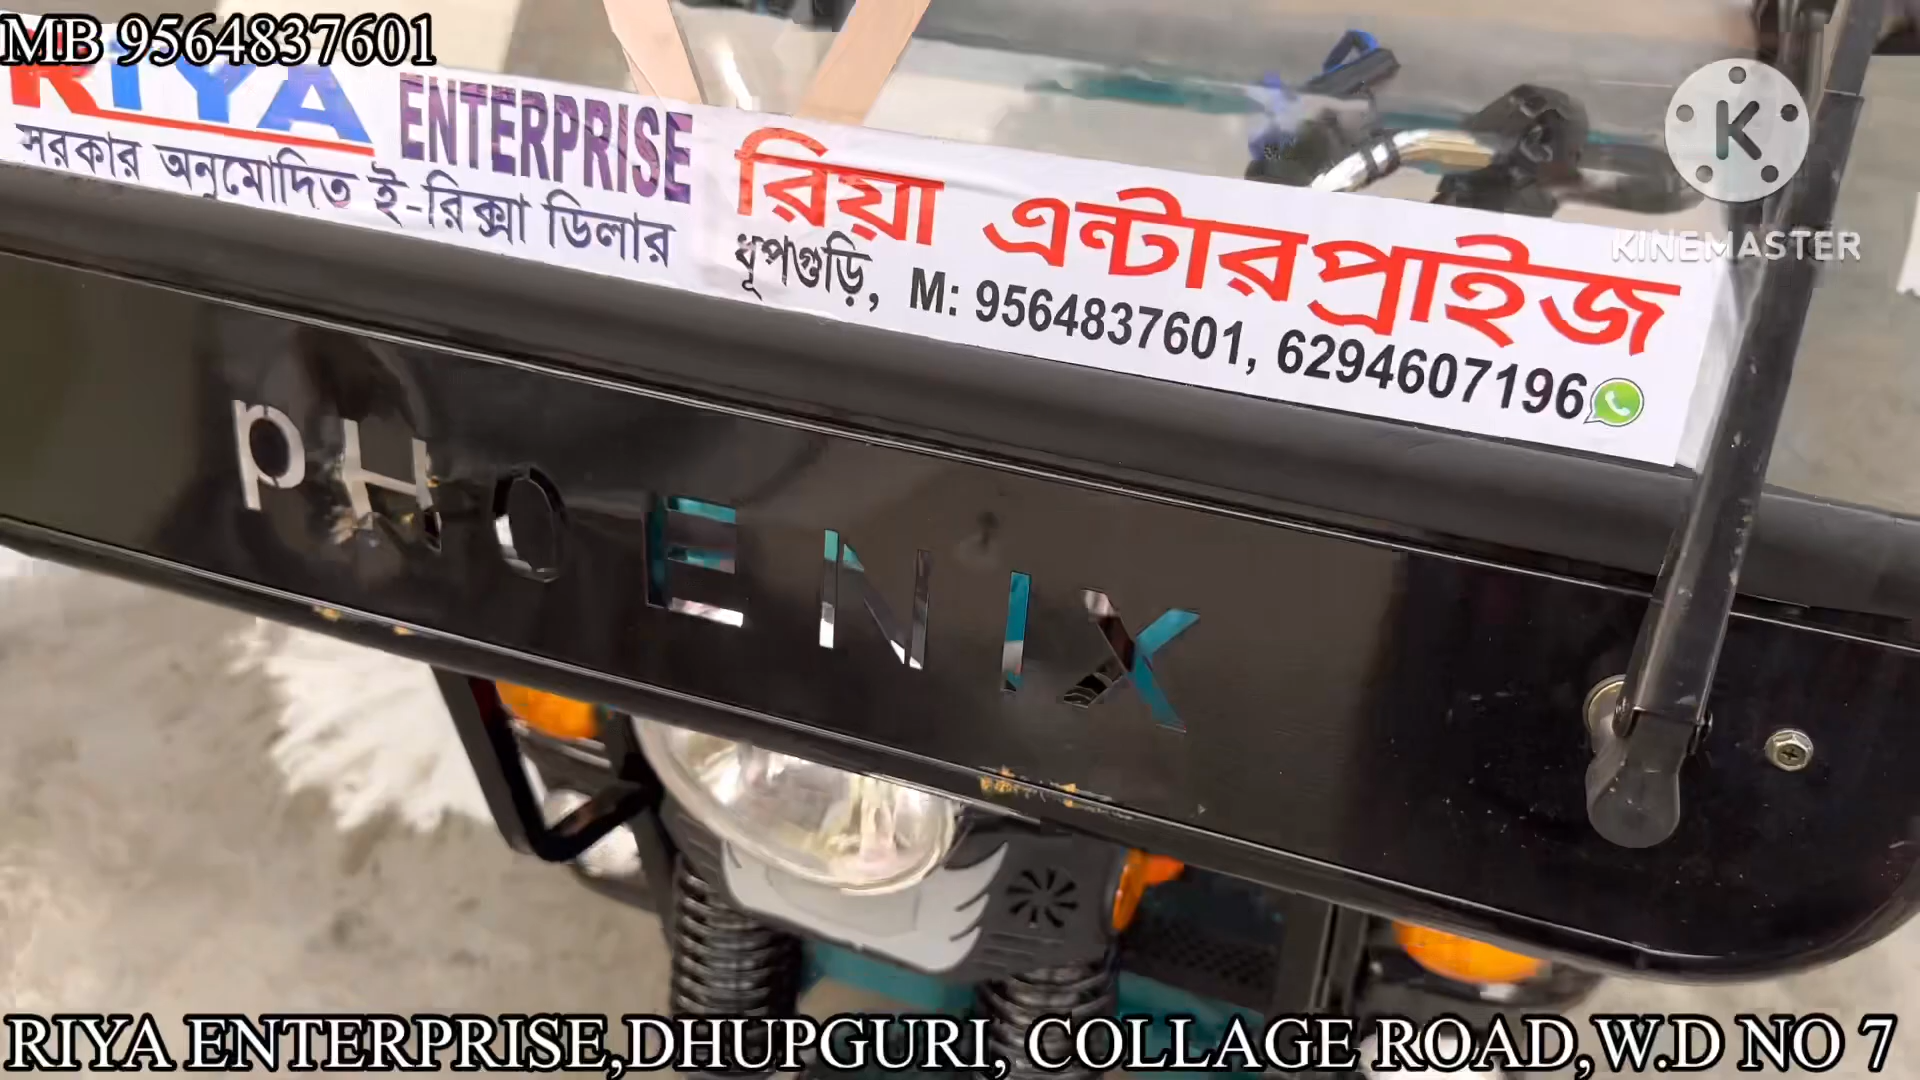 MB 9564837601
RIYA ENTERPRISE
সরকার অনুমোদিত ই-রিক্সা ডিলার
রিয়া এন্টারপ্রাইজ
ধূপগুড়ি, M: 9564837601, 6294607196
K
KINEMASTER
PHOENIX
RIYA ENTERPRISE,DHUPGURI, COLLAGE ROAD,W.D NO 7